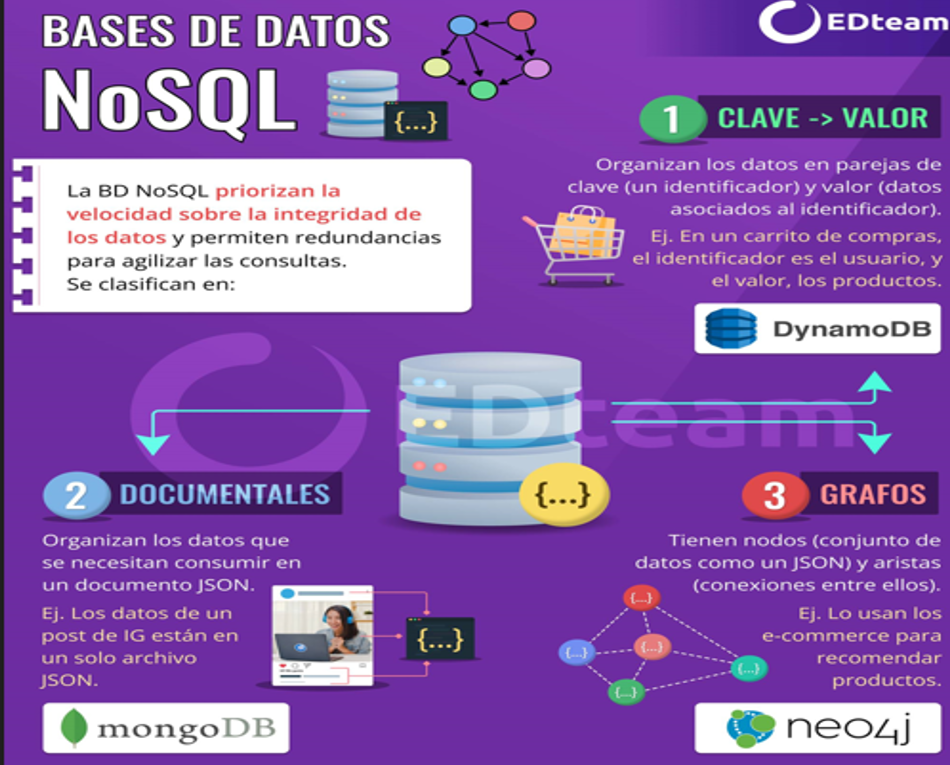 BASES DE DATOS
NoSQL
{...}
EDteam
La BD NoSQL priorizan la
velocidad sobre la integridad de
los datos y permiten redundancias
para agilizar las consultas.
Se clasifican en:
1 CLAVE -> VALOR
Organizan los datos en parejas de
clave (un identificador) y valor (datos
asociados al identificador).
Ej. En un carrito de compras,
el identificador es el usuario, y
el valor, los productos.
DynamoDB
EDteam
{...}
2 DOCUMENTALES
Organizan los datos que
se necesitan consumir en
un documento JSON.
Ej. Los datos de un
post de IG están en
un solo archivo
JSON.
{...}
mongoDB
3 GRAFOS
Tienen nodos (conjunto de
datos como un JSON) y aristas
(conexiones entre ellos).
{...}
{...}
{...}
{...}
{...}
Ej. Lo usan los
e-commerce para
recomendar
productos.
neo4j